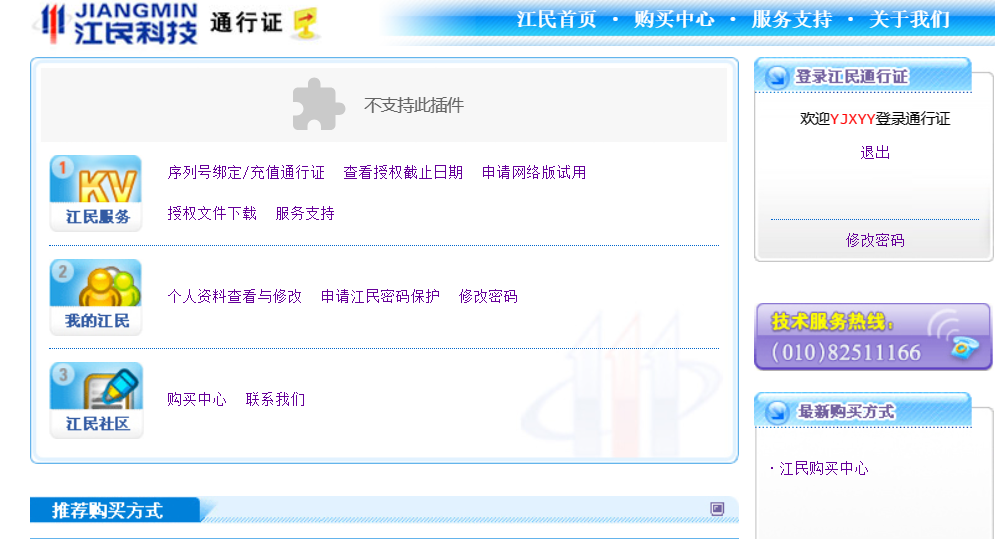 JIANGMIN
江民科技
通行证
江民首页 · 购买中心 · 服务支持 · 关于我们
不支持此插件
1
KV
江民服务
序列号绑定/充值通行证 查看授权截止日期 申请网络版试用
授权文件下载 服务支持
2
我的江民
个人资料查看与修改 申请江民密码保护 修改密码
3
江民社区
购买中心 联系我们
推荐购买方式
登录江民通行证
欢迎YJXYY登录通行证
退出
修改密码
技术服务热线:
(010)82511166
最新购买方式
· 江民购买中心